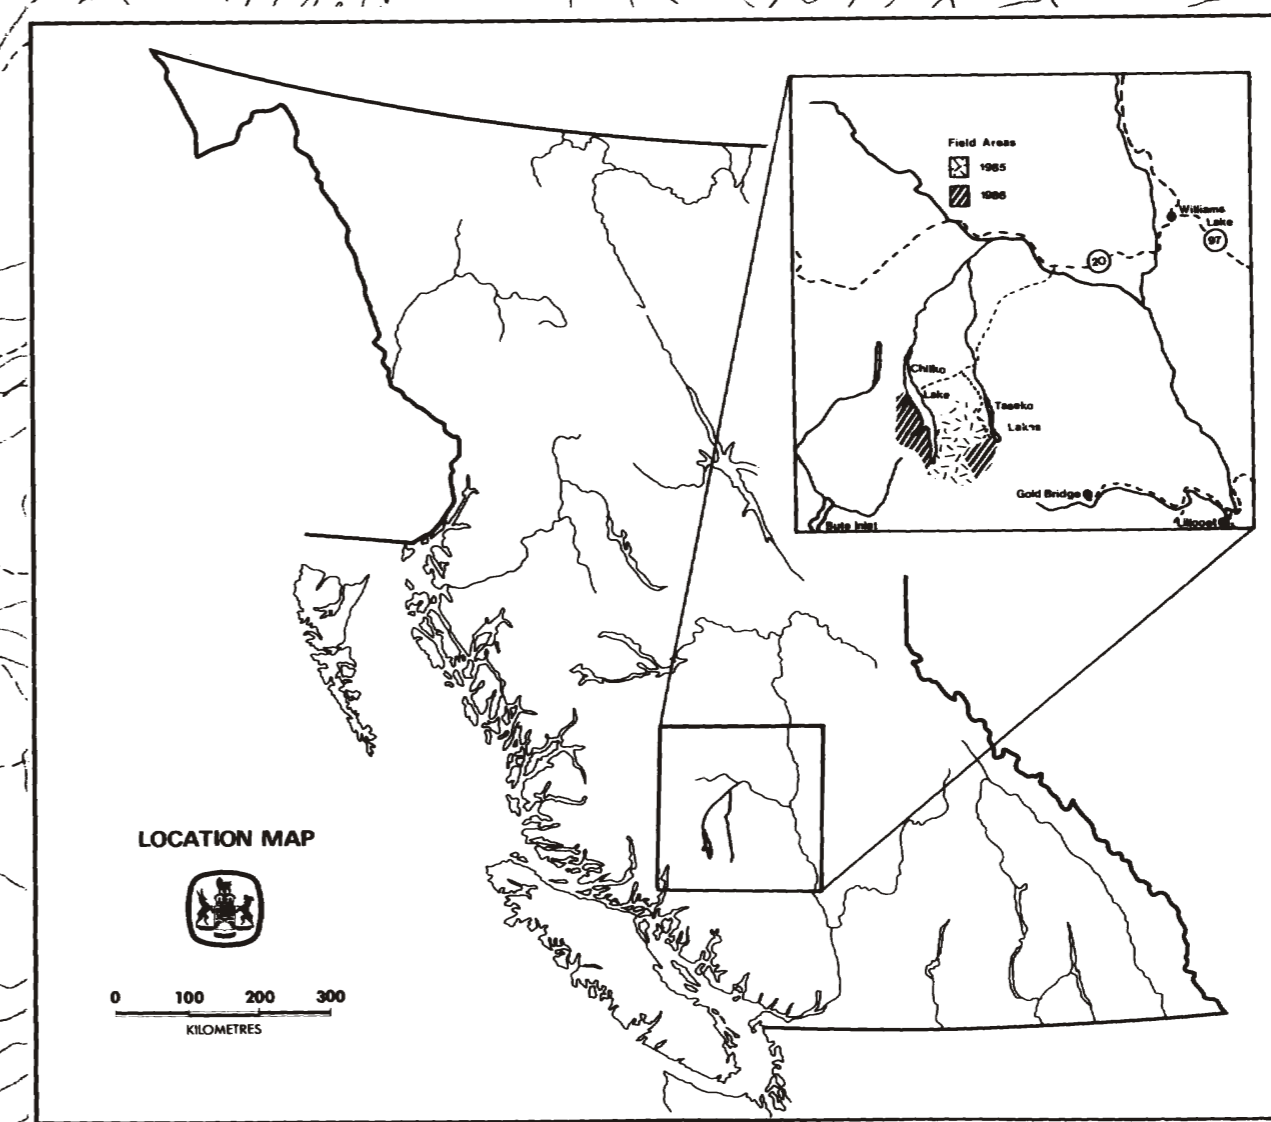 Field Areas
1985
1986
Williams
Lake
97
20
Chilko
Lake
Taseko
Lakes
Gold Bridge
Lillooet
Bute Inlet
LOCATION MAP
0 100 200 300
KILOMETRES